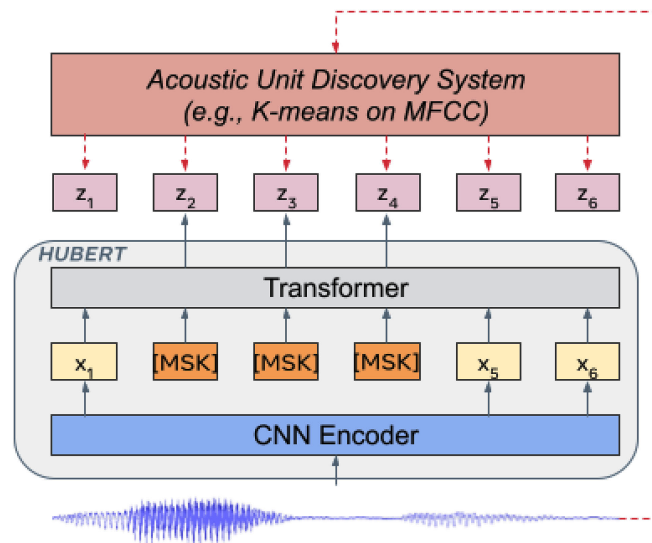 Acoustic Unit Discovery System
(e.g., K-means on MFCC)
z₁ z₂ z₃ z₄ z₅ z₆
HUBERT
Transformer
x₁ [MSK] [MSK] [MSK] x₅ x₆
CNN Encoder